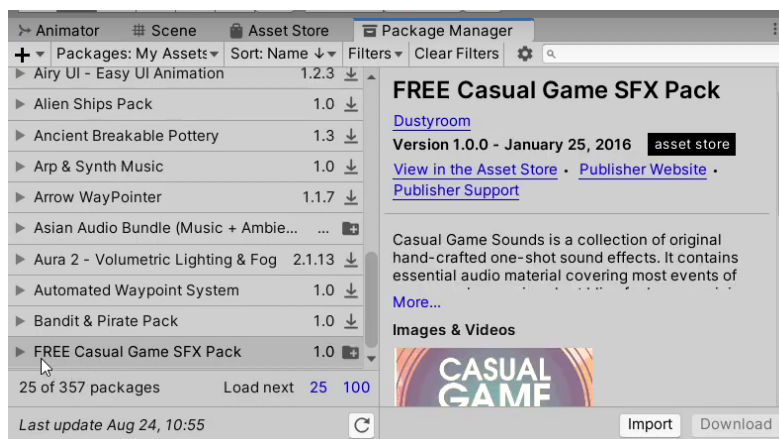 Animator
Scene
Asset Store
Package Manager
Packages: My Assets
Sort: Name
Filters
Clear Filters
Airy UI - Easy UI Animation 1.2.3
Alien Ships Pack 1.0
Ancient Breakable Pottery 1.3
Arp & Synth Music 1.0
Arrow WayPointer 1.1.7
Asian Audio Bundle (Music + Ambie... ...
Aura 2 - Volumetric Lighting & Fog 2.1.13
Automated Waypoint System 1.0
Bandit & Pirate Pack 1.0
FREE Casual Game SFX Pack 1.0
25 of 357 packages Load next 25 100
Last update Aug 24, 10:55
FREE Casual Game SFX Pack
Dustyroom
Version 1.0.0 - January 25, 2016 asset store
View in the Asset Store • Publisher Website •
Publisher Support
Casual Game Sounds is a collection of original
hand-crafted one-shot sound effects. It contains
essential audio material covering most events of
More...
Images & Videos
CASUAL
GAME
Import
Download